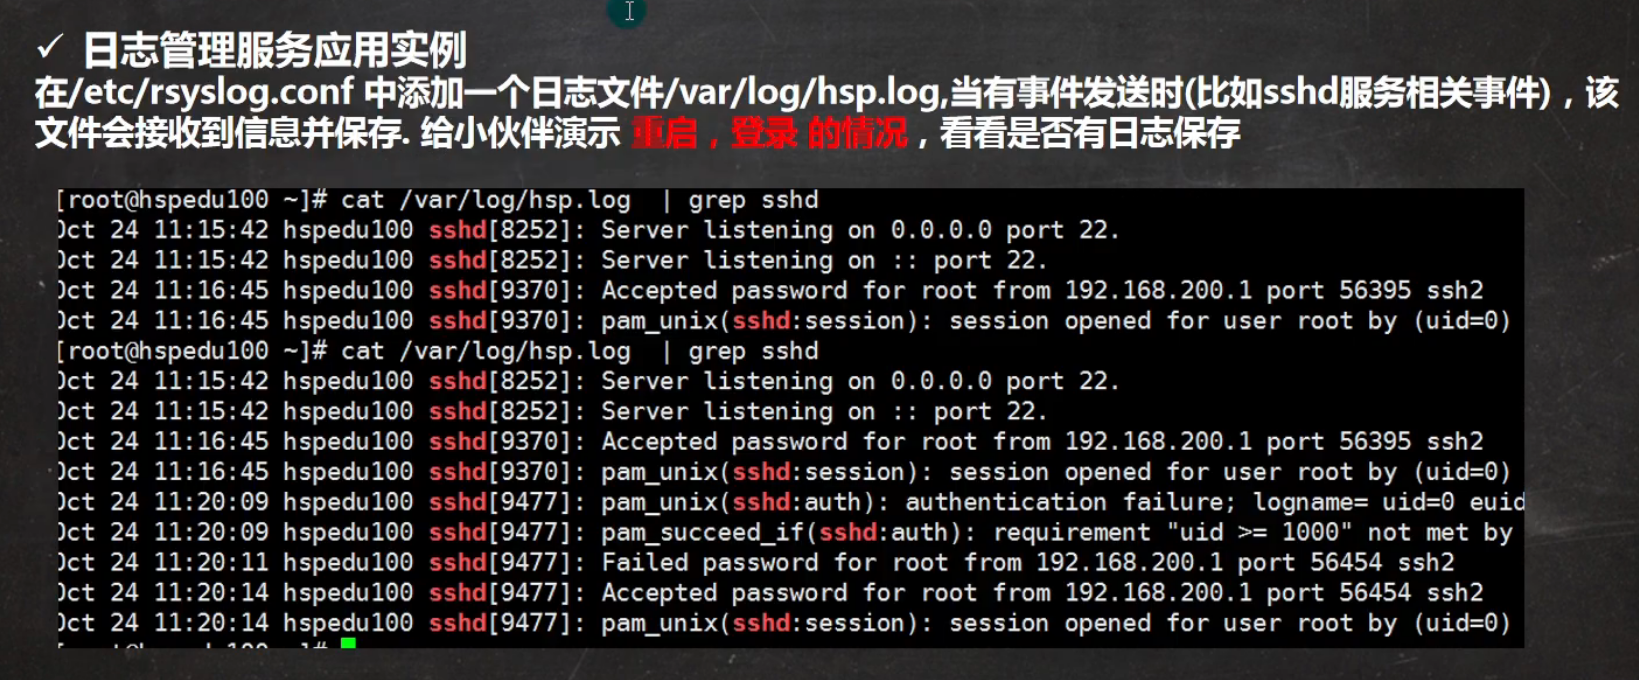 ✓ 日志管理服务应用实例
在/etc/rsyslog.conf 中添加一个日志文件/var/log/hsp.log,当有事件发送时(比如sshd服务相关事件)，该
文件会接收到信息并保存. 给小伙伴演示 重启，登录 的情况，看看是否有日志保存
[root@hspedu100 ~]# cat /var/log/hsp.log  | grep sshd
Oct 24 11:15:42 hspedu100 sshd[8252]: Server listening on 0.0.0.0 port 22.
Oct 24 11:15:42 hspedu100 sshd[8252]: Server listening on :: port 22.
Oct 24 11:16:45 hspedu100 sshd[9370]: Accepted password for root from 192.168.200.1 port 56395 ssh2
Oct 24 11:16:45 hspedu100 sshd[9370]: pam_unix(sshd:session): session opened for user root by (uid=0)
[root@hspedu100 ~]# cat /var/log/hsp.log  | grep sshd
Oct 24 11:15:42 hspedu100 sshd[8252]: Server listening on 0.0.0.0 port 22.
Oct 24 11:15:42 hspedu100 sshd[8252]: Server listening on :: port 22.
Oct 24 11:16:45 hspedu100 sshd[9370]: Accepted password for root from 192.168.200.1 port 56395 ssh2
Oct 24 11:16:45 hspedu100 sshd[9370]: pam_unix(sshd:session): session opened for user root by (uid=0)
Oct 24 11:20:09 hspedu100 sshd[9477]: pam_unix(sshd:auth): authentication failure; logname= uid=0 euid
Oct 24 11:20:09 hspedu100 sshd[9477]: pam_succeed_if(sshd:auth): requirement "uid >= 1000" not met by
Oct 24 11:20:11 hspedu100 sshd[9477]: Failed password for root from 192.168.200.1 port 56454 ssh2
Oct 24 11:20:14 hspedu100 sshd[9477]: Accepted password for root from 192.168.200.1 port 56454 ssh2
Oct 24 11:20:14 hspedu100 sshd[9477]: pam_unix(sshd:session): session opened for user root by (uid=0)